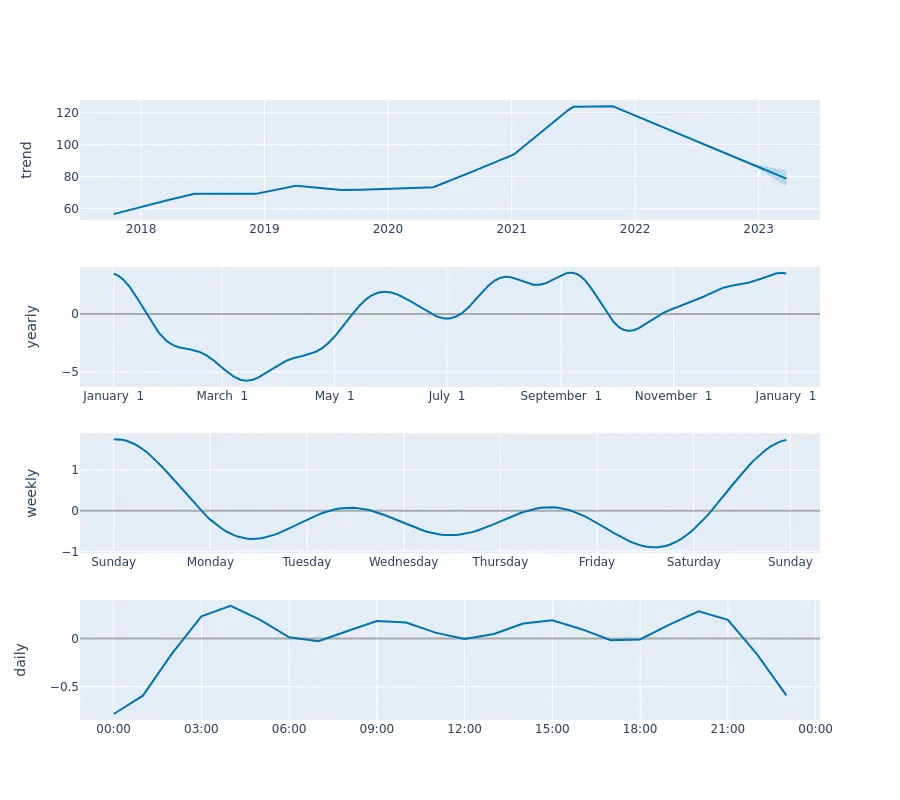 trend
120
100
80
60
2018 2019 2020 2021 2022 2023
yearly
0
−5
January 1 March 1 May 1 July 1 September 1 November 1 January 1
weekly
1
0
−1
Sunday Monday Tuesday Wednesday Thursday Friday Saturday Sunday
daily
0
−0.5
00:00 03:00 06:00 09:00 12:00 15:00 18:00 21:00 00:00